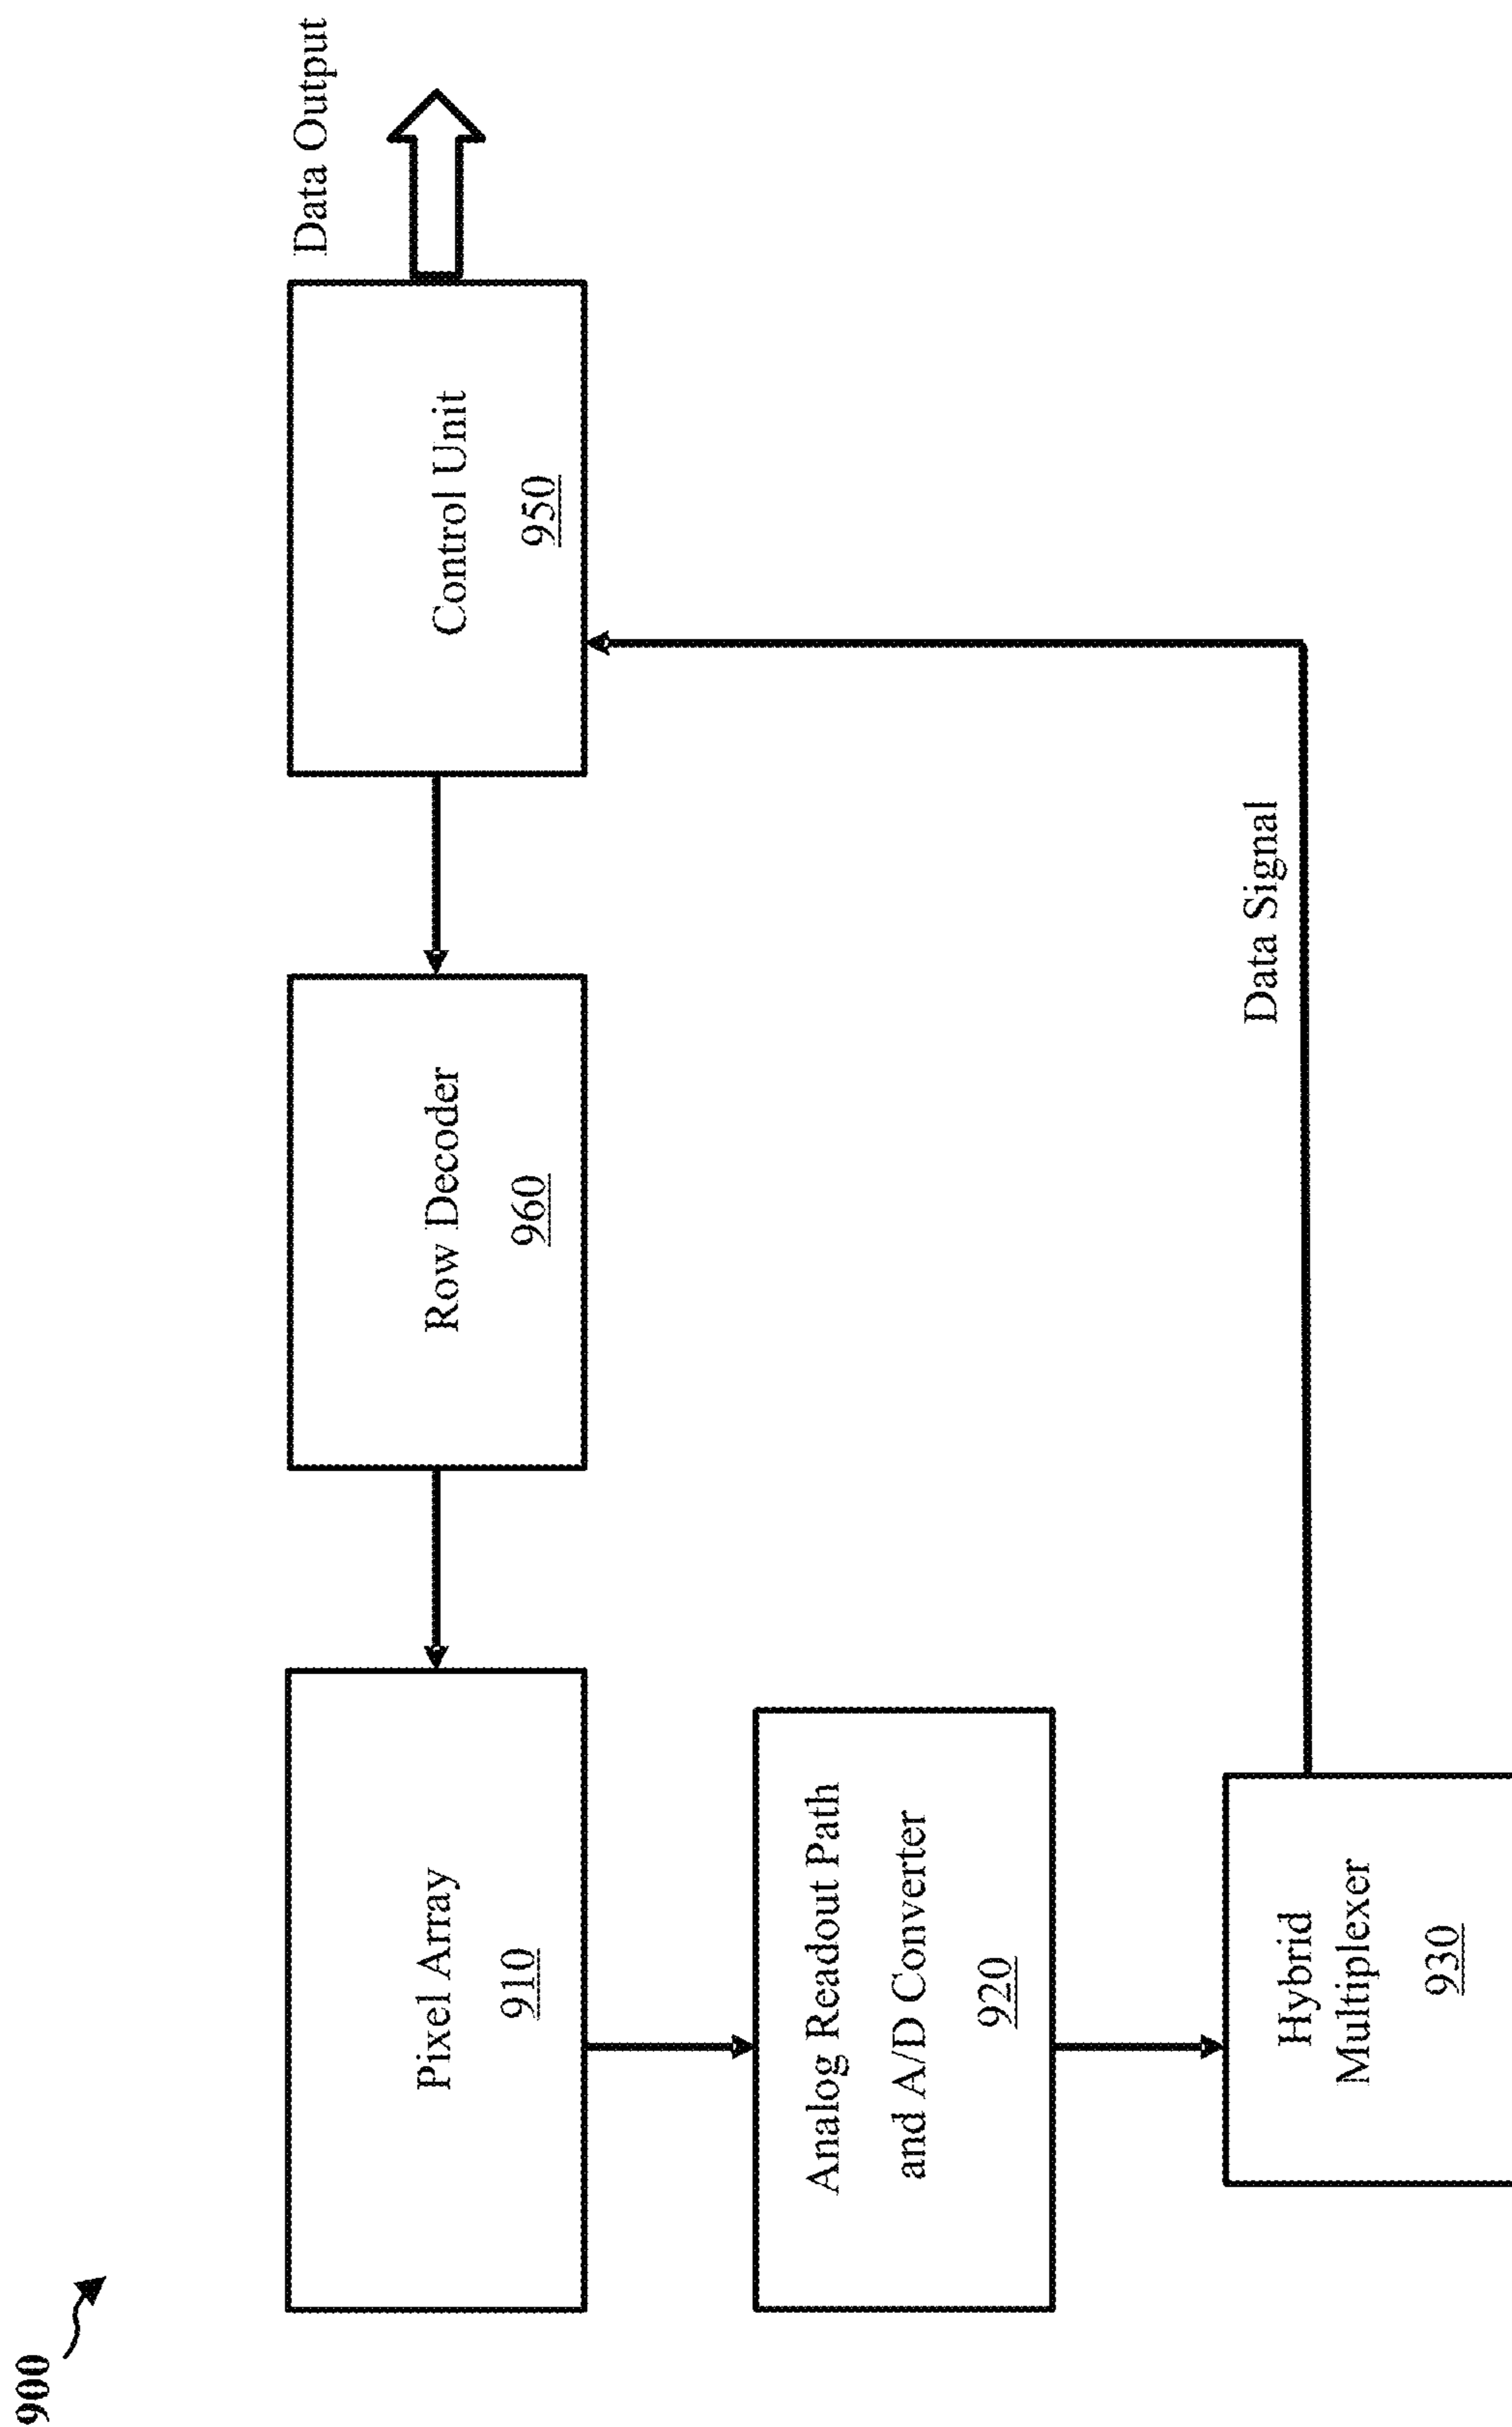 900
Pixel Array
910
Row Decoder
960
Control Unit
950
Data Output
Analog Readout Path
and A/D Converter
920
Data Signal
Hybrid
Multiplexer
930